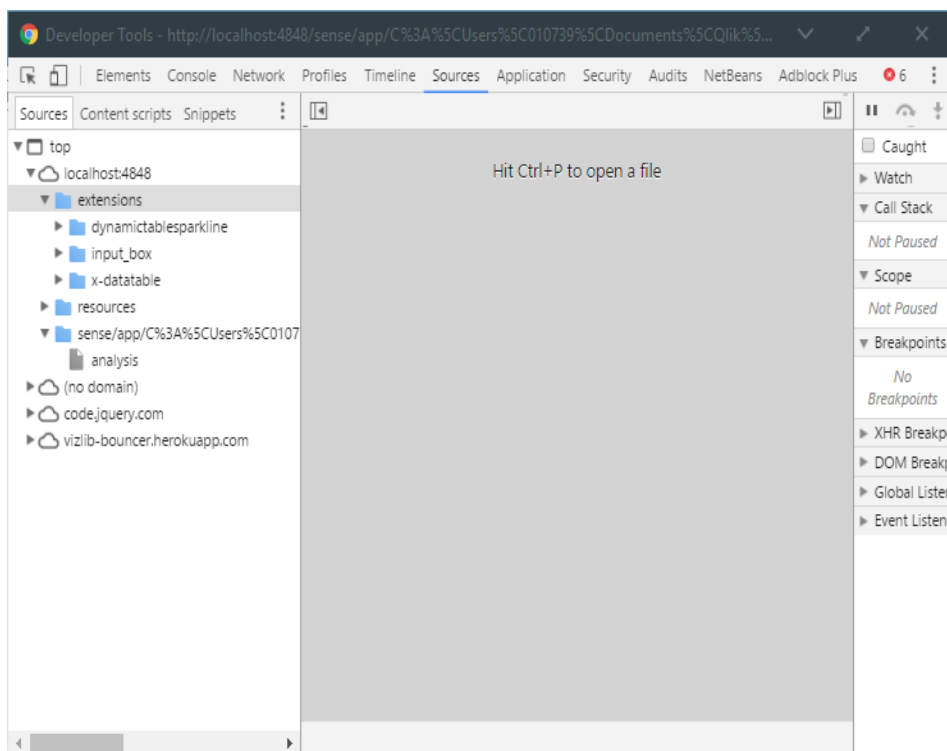 Developer Tools - http://localhost:4848/sense/app/C%3A%5CUsers%5C010739%5CDocuments%5CQlik%5...
Elements Console Network Profiles Timeline Sources Application Security Audits NetBeans Adblock Plus 6
Sources Content scripts Snippets
top
localhost:4848
extensions
dynamictablesparkline
input_box
x-datatable
resources
sense/app/C%3A%5CUsers%5C0107
analysis
(no domain)
code.jquery.com
vizlib-bouncer.herokuapp.com
Hit Ctrl+P to open a file
Caught
Watch
Call Stack
Not Paused
Scope
Not Paused
Breakpoints
No
Breakpoints
XHR Breakp
DOM Breakp
Global Lister
Event Listen